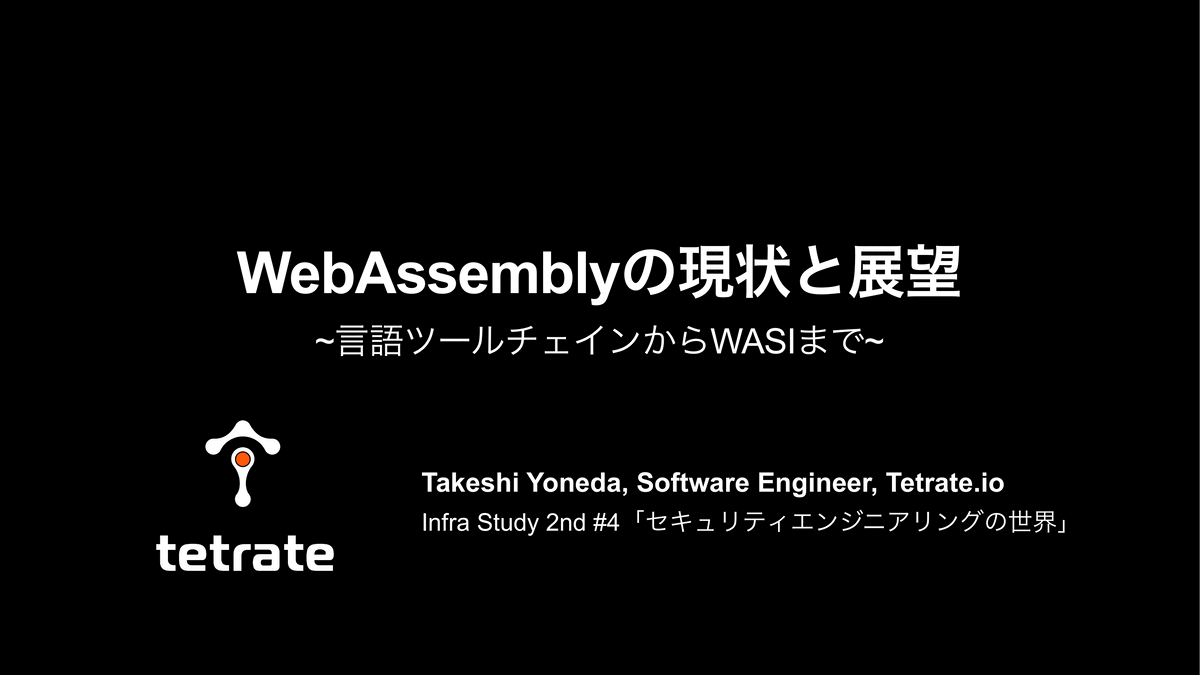 WebAssemblyの現状と展望
~言語ツールチェインからWASIまで~
tetrate
Takeshi Yoneda, Software Engineer, Tetrate.io
Infra Study 2nd #4「セキュリティエンジニアリングの世界」